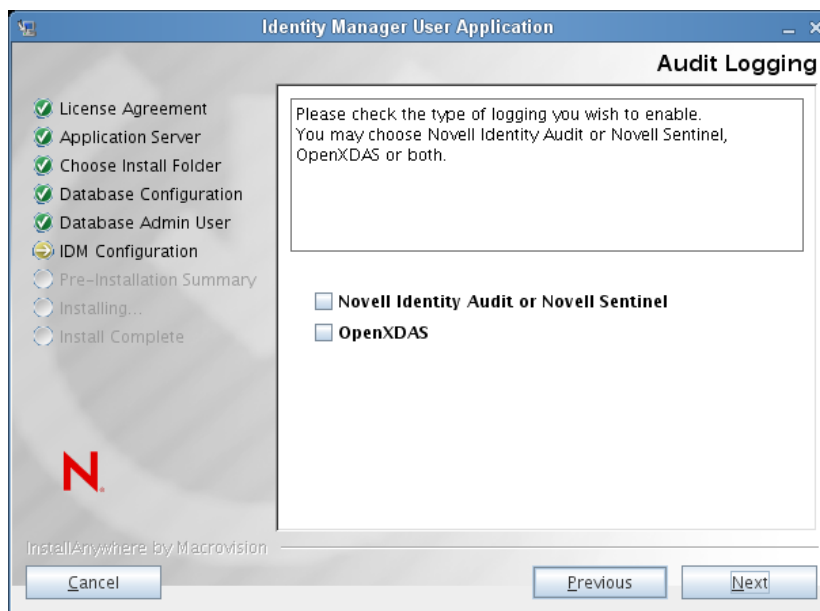 Identity Manager User Application
Audit Logging
License Agreement
Application Server
Choose Install Folder
Database Configuration
Database Admin User
IDM Configuration
Pre-Installation Summary
Installing...
Install Complete
Please check the type of logging you wish to enable.
You may choose Novell Identity Audit or Novell Sentinel,
OpenXDAS or both.
Novell Identity Audit or Novell Sentinel
OpenXDAS
N
InstallAnywhere by Macrovision
Cancel
Previous
Next